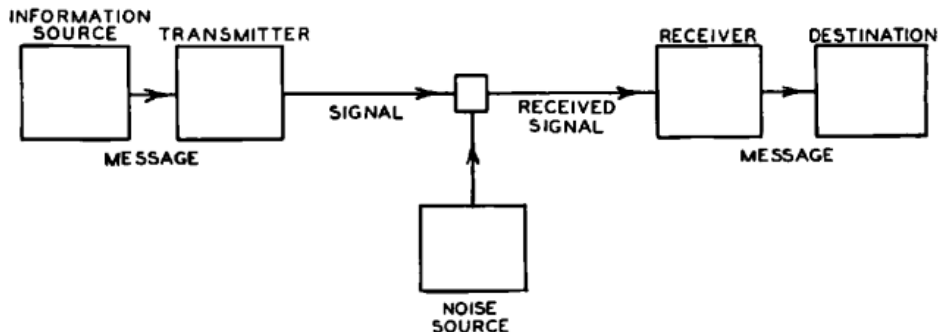 INFORMATION
SOURCE
TRANSMITTER
RECEIVER
DESTINATION
SIGNAL
RECEIVED
SIGNAL
MESSAGE
MESSAGE
NOISE
SOURCE